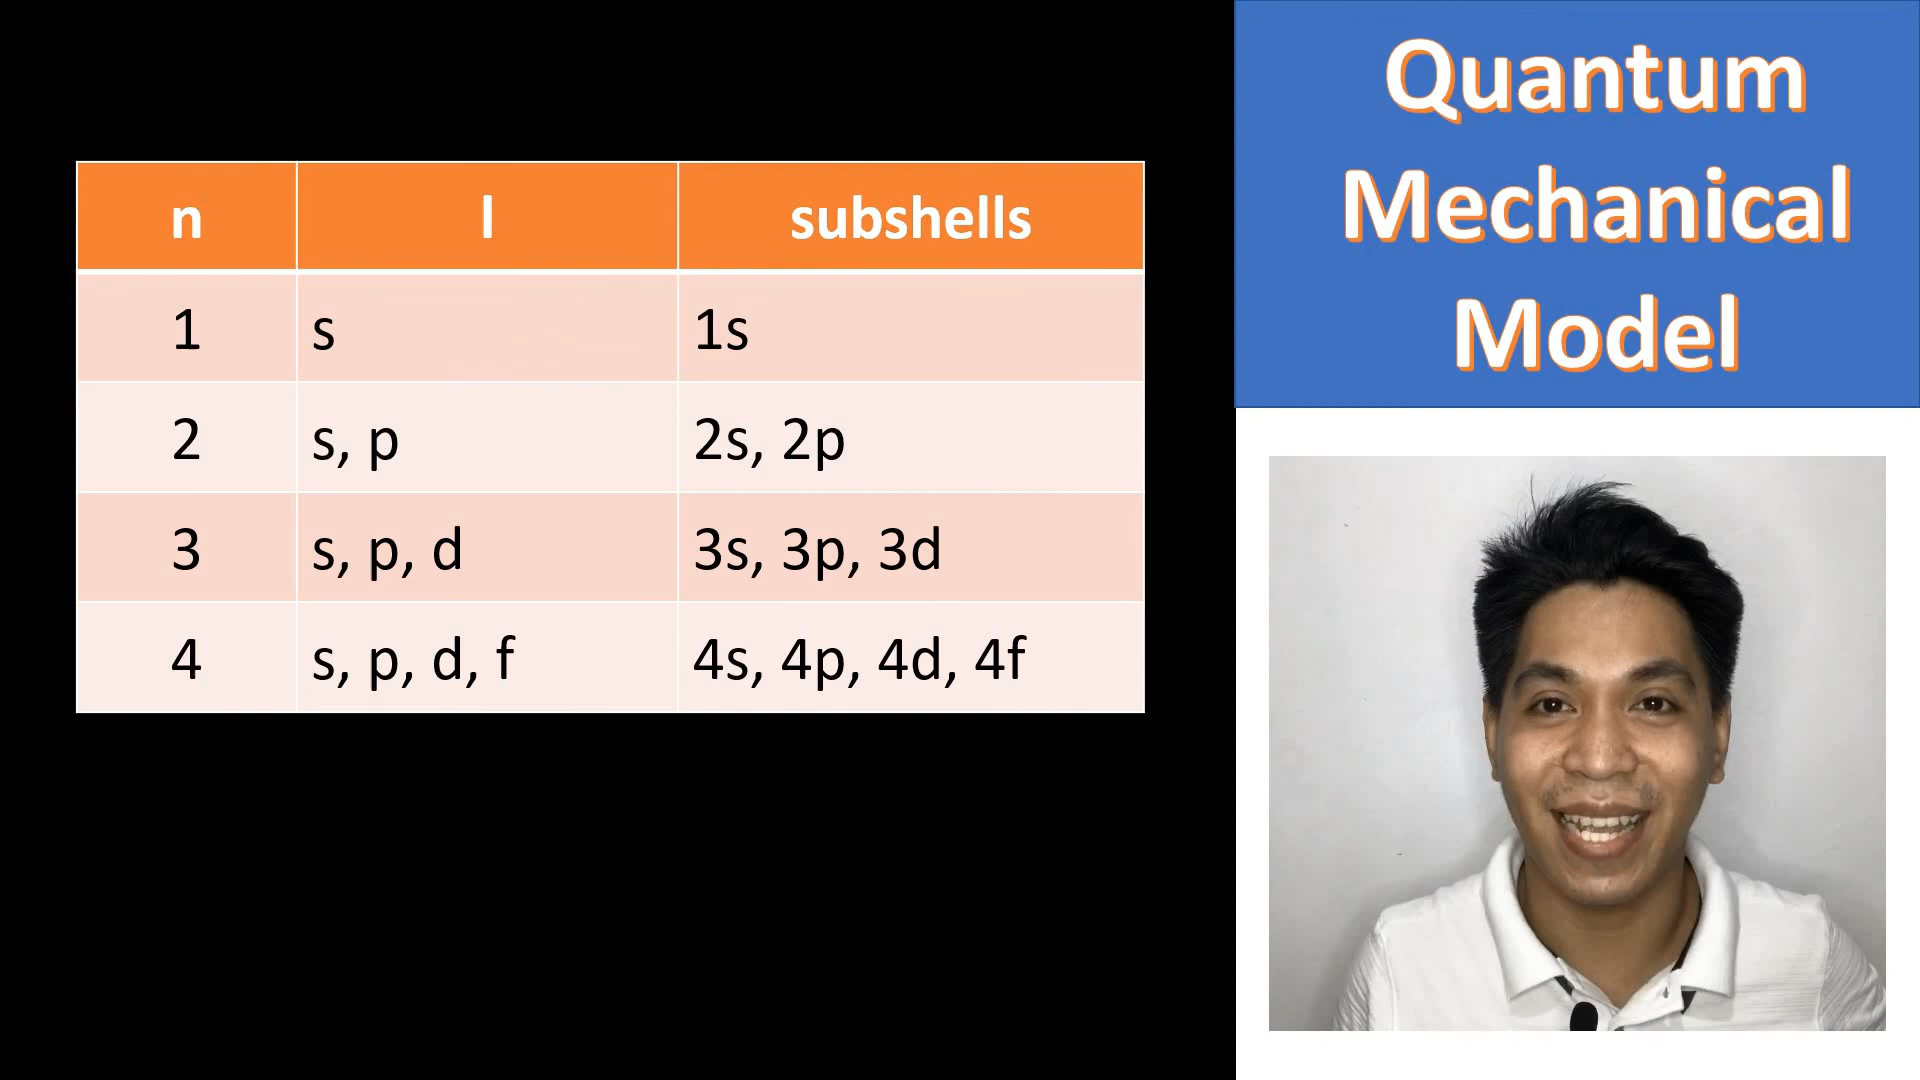 n l subshells
1 s 1s
2 s, p 2s, 2p
3 s, p, d 3s, 3p, 3d
4 s, p, d, f 4s, 4p, 4d, 4f
Quantum
Mechanical
Model